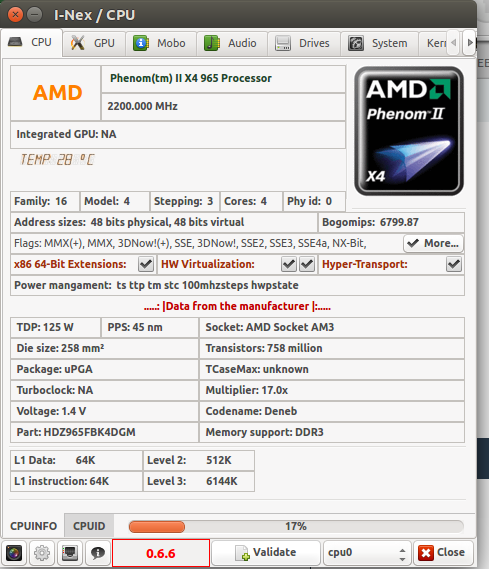 I-Nex / CPU
CPU GPU Mobo Audio Drives System Kern
AMD
Phenom(tm) II X4 965 Processor
2200.000 MHz
Integrated GPU: NA
TEMP 28 °C
AMD
Phenom II
X4
Family: 16 Model: 4 Stepping: 3 Cores: 4 Phy id: 0
Address sizes: 48 bits physical, 48 bits virtual Bogomips: 6799.87
Flags: MMX(+), MMX, 3DNow!(+), SSE, 3DNow!, SSE2, SSE3, SSE4a, NX-Bit, More...
x86 64-Bit Extensions: HW Virtualization: Hyper-Transport:
Power mangament: ts ttp tm stc 100mhzsteps hwpstate
.....: |Data from the manufacturer |:.....
TDP: 125 W PPS: 45 nm Socket: AMD Socket AM3
Die size: 258 mm² Transistors: 758 million
Package: uPGA TCaseMax: unknown
Turboclock: NA Multiplier: 17.0x
Voltage: 1.4 V Codename: Deneb
Part: HDZ965FBK4DGM Memory support: DDR3
L1 Data: 64K Level 2: 512K
L1 instruction: 64K Level 3: 6144K
CPUINFO CPUID 17%
0.6.6 Validate cpu0 Close